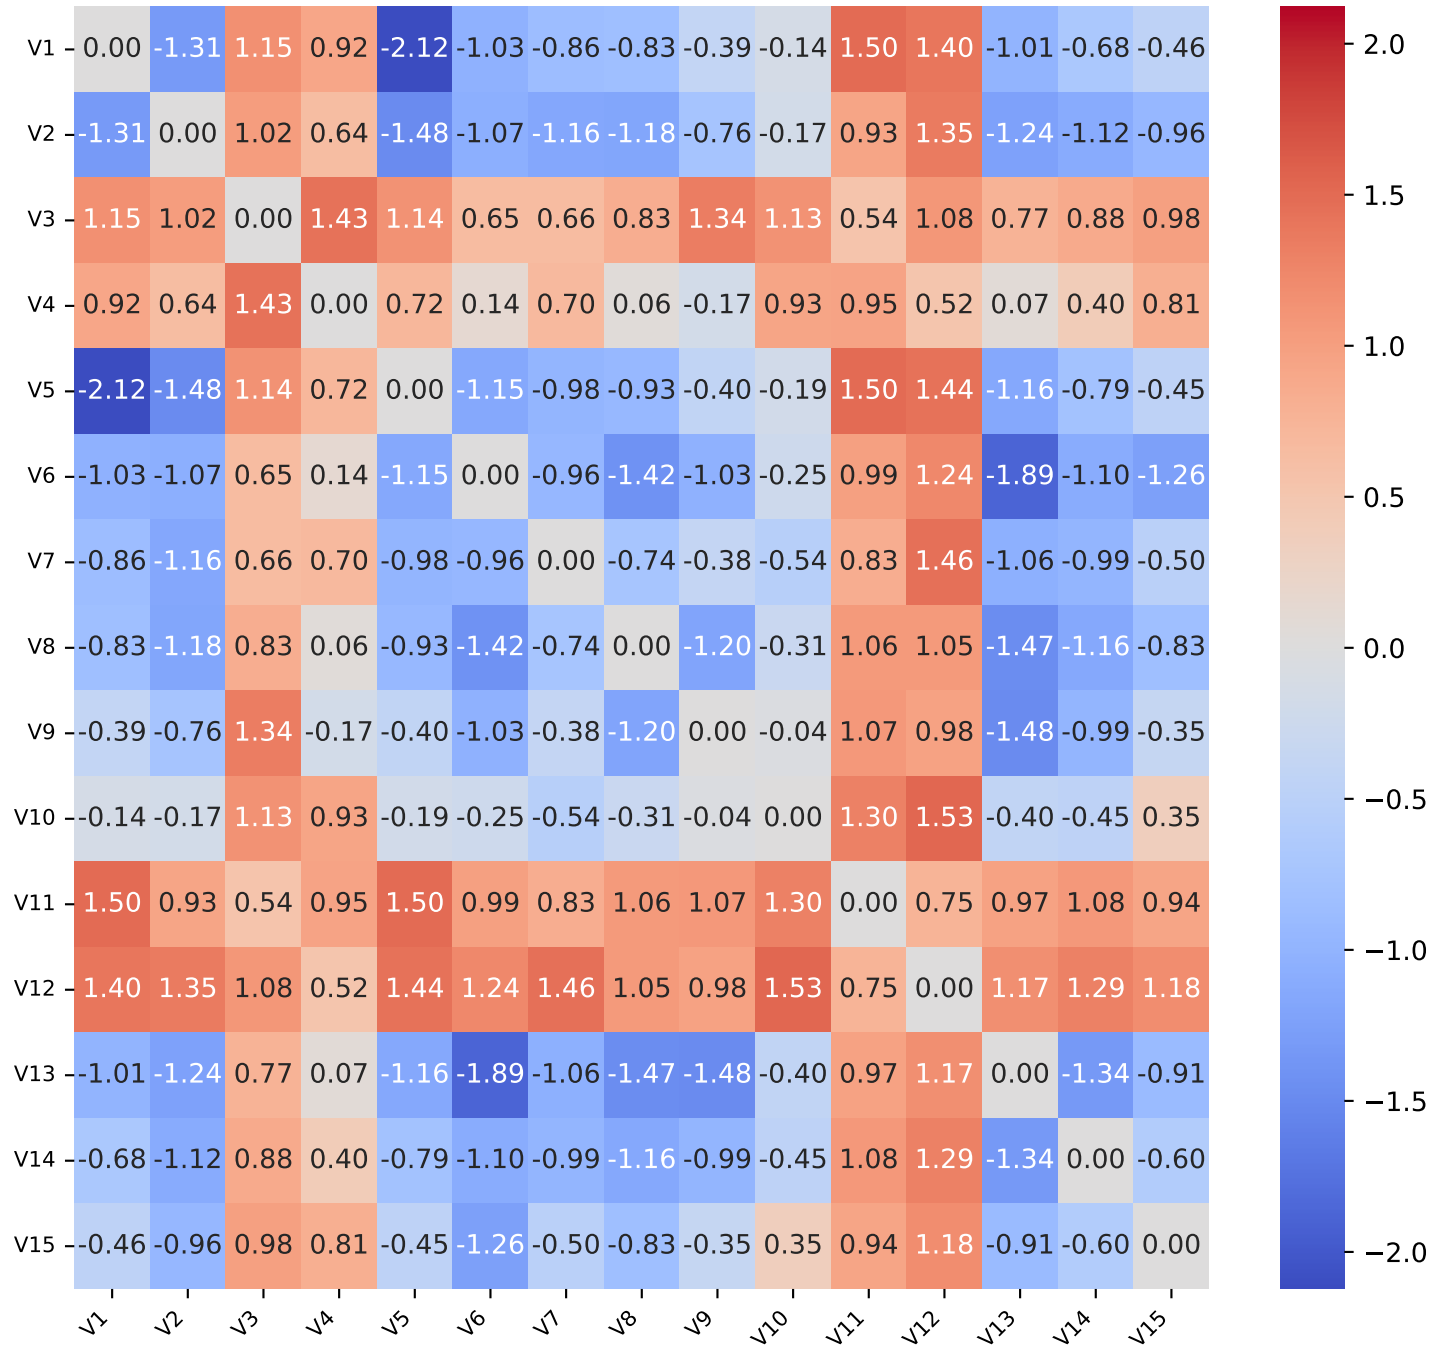 V1 0.00 -1.31 1.15 0.92 -2.12 -1.03 -0.86 -0.83 -0.39 -0.14 1.50 1.40 -1.01 -0.68 -0.46
V2 -1.31 0.00 1.02 0.64 -1.48 -1.07 -1.16 -1.18 -0.76 -0.17 0.93 1.35 -1.24 -1.12 -0.96
V3 1.15 1.02 0.00 1.43 1.14 0.65 0.66 0.83 1.34 1.13 0.54 1.08 0.77 0.88 0.98
V4 0.92 0.64 1.43 0.00 0.72 0.14 0.70 0.06 -0.17 0.93 0.95 0.52 0.07 0.40 0.81
V5 -2.12 -1.48 1.14 0.72 0.00 -1.15 -0.98 -0.93 -0.40 -0.19 1.50 1.44 -1.16 -0.79 -0.45
V6 -1.03 -1.07 0.65 0.14 -1.15 0.00 -0.96 -1.42 -1.03 -0.25 0.99 1.24 -1.89 -1.10 -1.26
V7 -0.86 -1.16 0.66 0.70 -0.98 -0.96 0.00 -0.74 -0.38 -0.54 0.83 1.46 -1.06 -0.99 -0.50
V8 -0.83 -1.18 0.83 0.06 -0.93 -1.42 -0.74 0.00 -1.20 -0.31 1.06 1.05 -1.47 -1.16 -0.83
V9 -0.39 -0.76 1.34 -0.17 -0.40 -1.03 -0.38 -1.20 0.00 -0.04 1.07 0.98 -1.48 -0.99 -0.35
V10 -0.14 -0.17 1.13 0.93 -0.19 -0.25 -0.54 -0.31 -0.04 0.00 1.30 1.53 -0.40 -0.45 0.35
V11 1.50 0.93 0.54 0.95 1.50 0.99 0.83 1.06 1.07 1.30 0.00 0.75 0.97 1.08 0.94
V12 1.40 1.35 1.08 0.52 1.44 1.24 1.46 1.05 0.98 1.53 0.75 0.00 1.17 1.29 1.18
V13 -1.01 -1.24 0.77 0.07 -1.16 -1.89 -1.06 -1.47 -1.48 -0.40 0.97 1.17 0.00 -1.34 -0.91
V14 -0.68 -1.12 0.88 0.40 -0.79 -1.10 -0.99 -1.16 -0.99 -0.45 1.08 1.29 -1.34 0.00 -0.60
V15 -0.46 -0.96 0.98 0.81 -0.45 -1.26 -0.50 -0.83 -0.35 0.35 0.94 1.18 -0.91 -0.60 0.00
V1 V2 V3 V4 V5 V6 V7 V8 V9 V10 V11 V12 V13 V14 V15
2.0
1.5
1.0
0.5
0.0
−0.5
−1.0
−1.5
−2.0